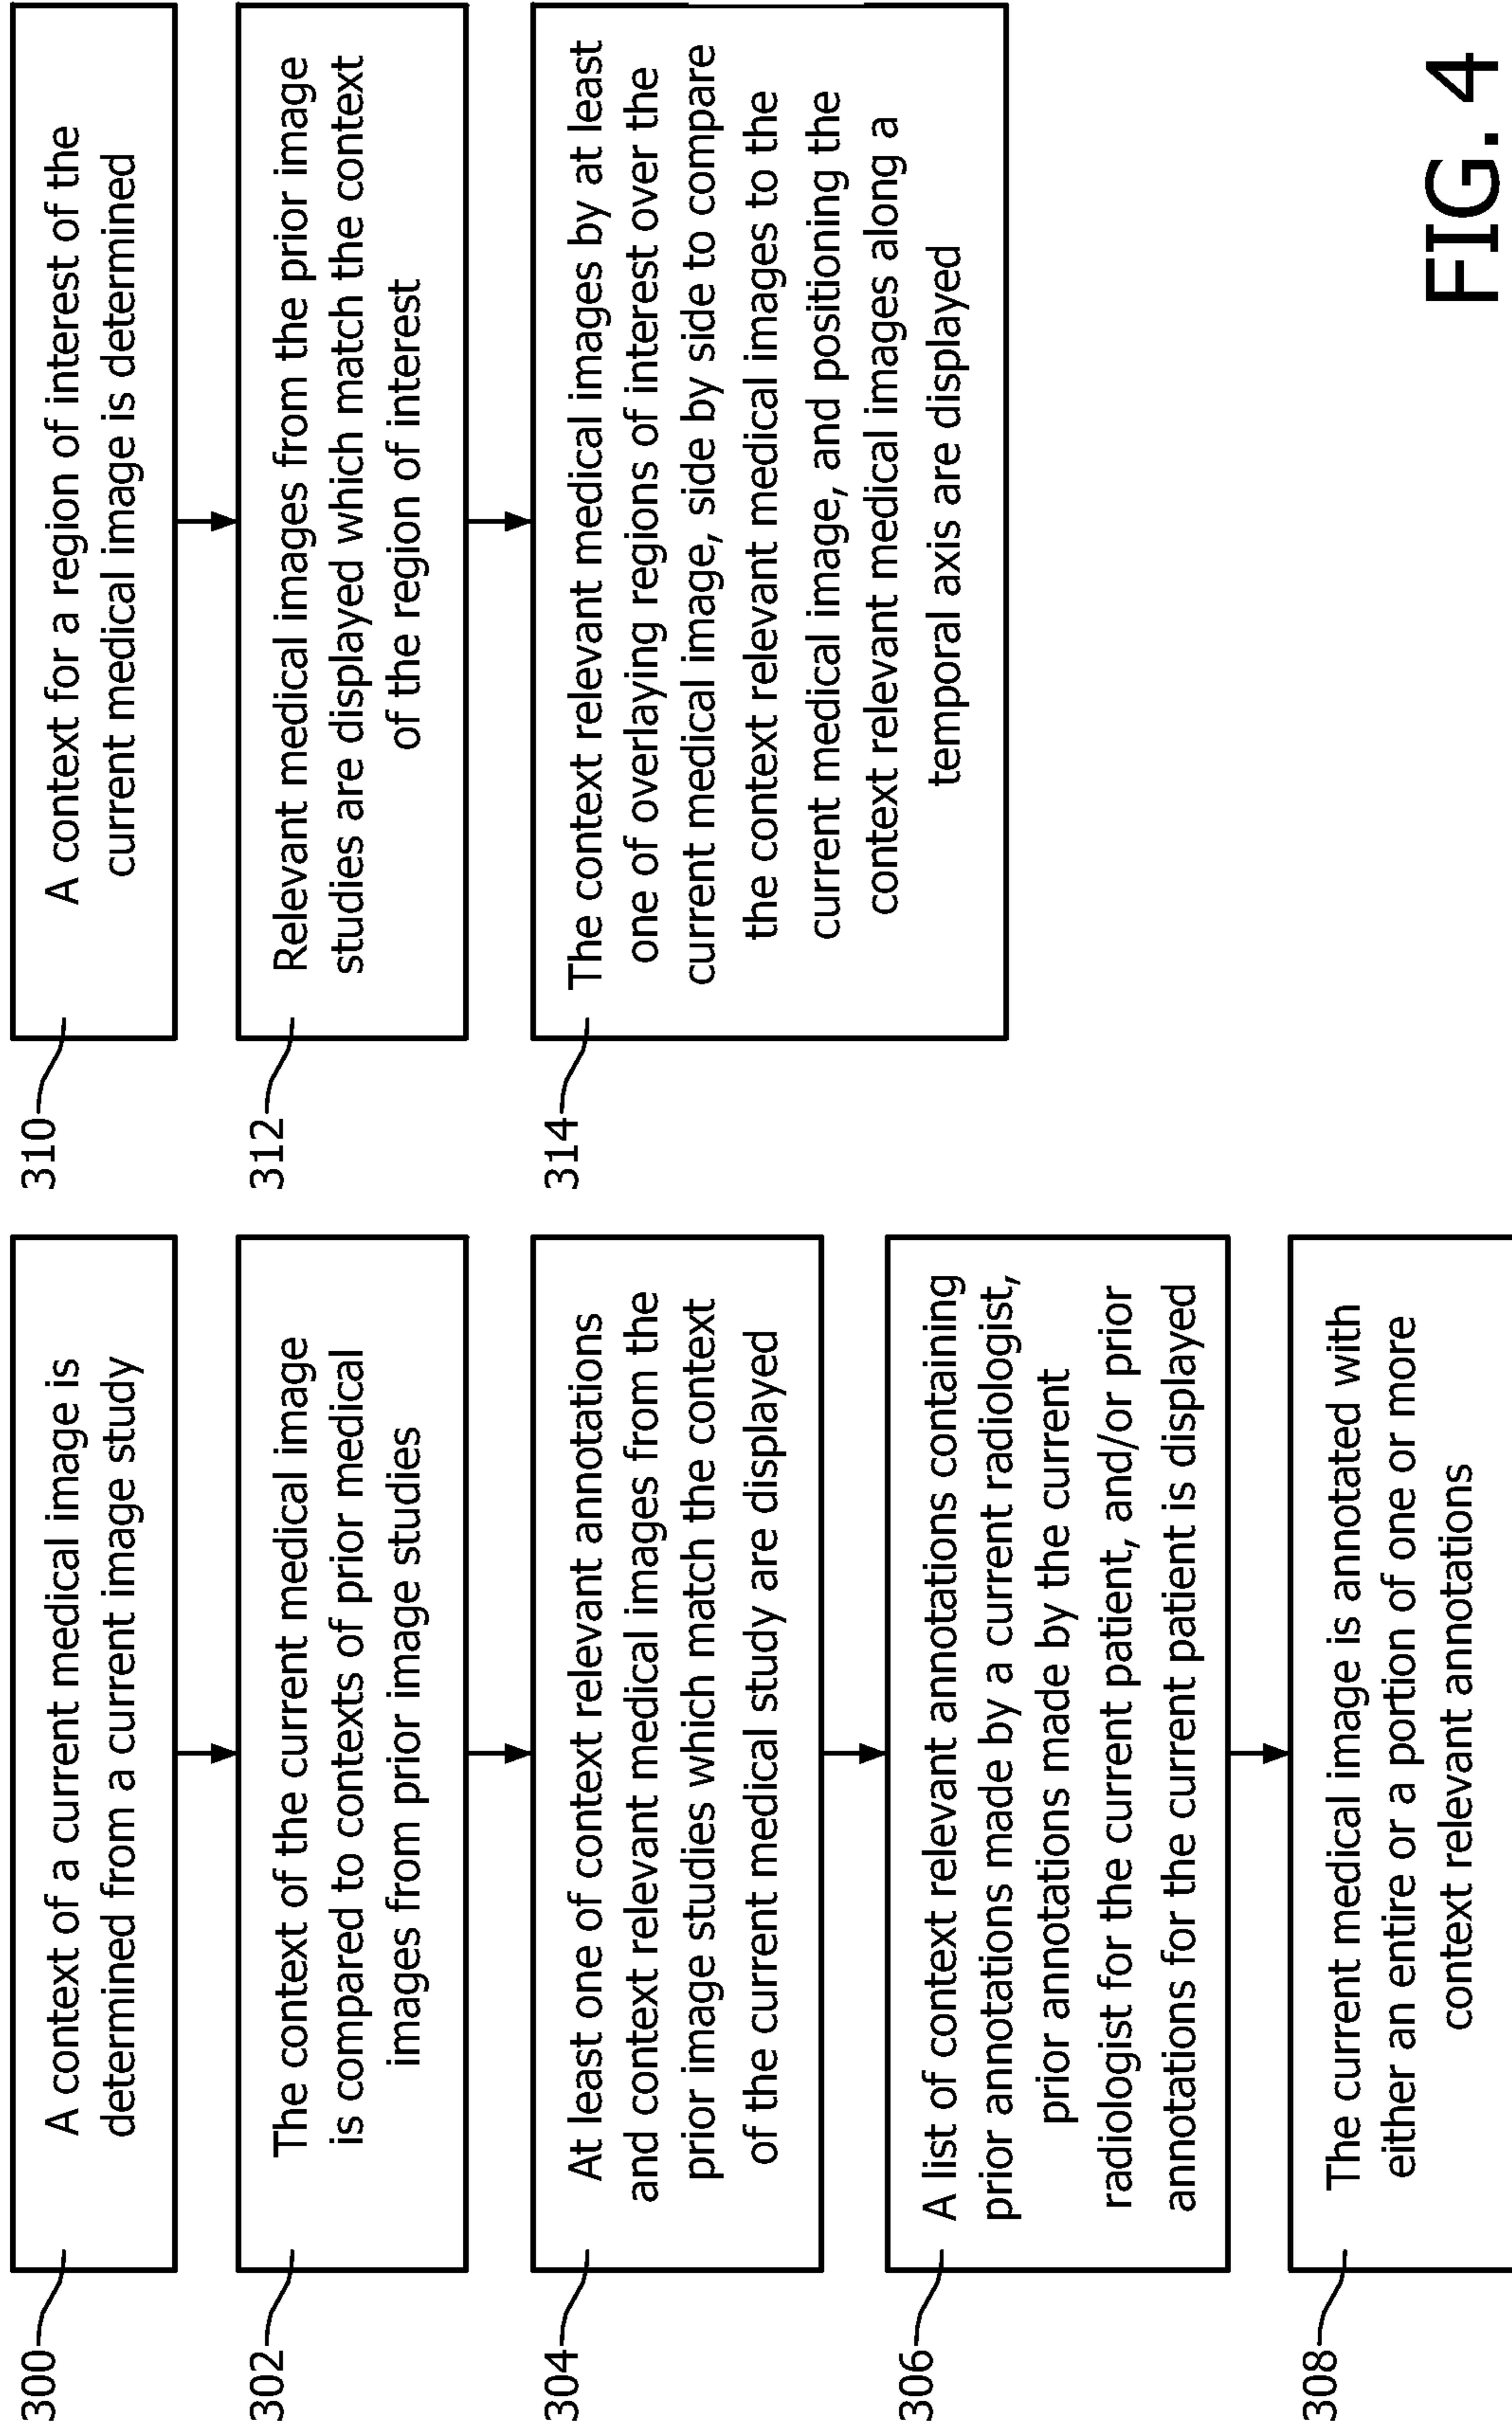 300
A context of a current medical image is
determined from a current image study
302
The context of the current medical image
is compared to contexts of prior medical
images from prior image studies
304
At least one of context relevant annotations
and context relevant medical images from the
prior image studies which match the context
of the current medical study are displayed
306
A list of context relevant annotations containing
prior annotations made by a current radiologist,
prior annotations made by the current
radiologist for the current patient, and/or prior
annotations for the current patient is displayed
308
The current medical image is annotated with
either an entire or a portion of one or more
context relevant annotations
310
A context for a region of interest of the
current medical image is determined
312
Relevant medical images from the prior image
studies are displayed which match the context
of the region of interest
314
The context relevant medical images by at least
one of overlaying regions of interest over the
current medical image, side by side to compare
the context relevant medical images to the
current medical image, and positioning the
context relevant medical images along a
temporal axis are displayed
FIG. 4